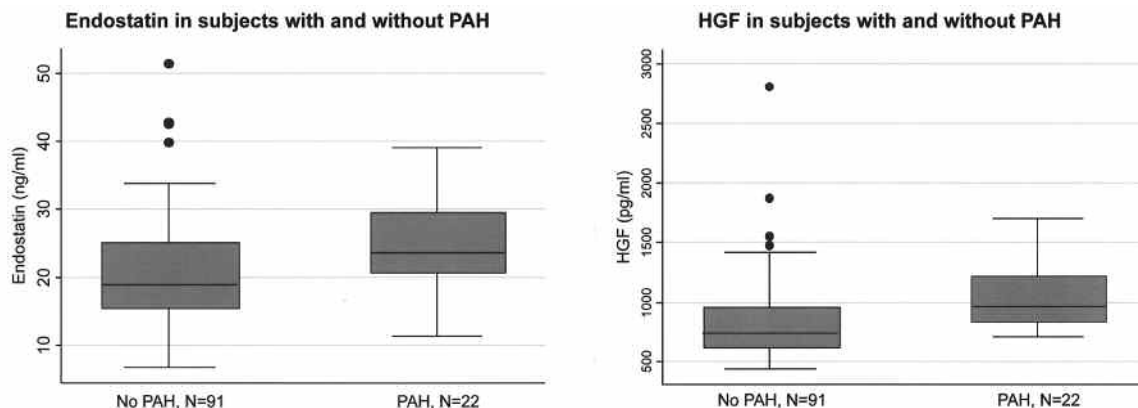 Endostatin in subjects with and without PAH
50
40
30
20
10
Endostatin (ng/ml)
No PAH, N=91
PAH, N=22
HGF in subjects with and without PAH
3000
2500
2000
1500
1000
500
HGF (pg/ml)
No PAH, N=91
PAH, N=22